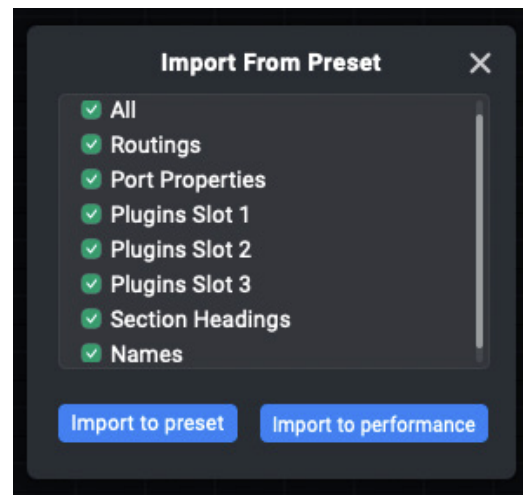 Import From Preset
All
Routings
Port Properties
Plugins Slot 1
Plugins Slot 2
Plugins Slot 3
Section Headings
Names
Import to preset
Import to performance